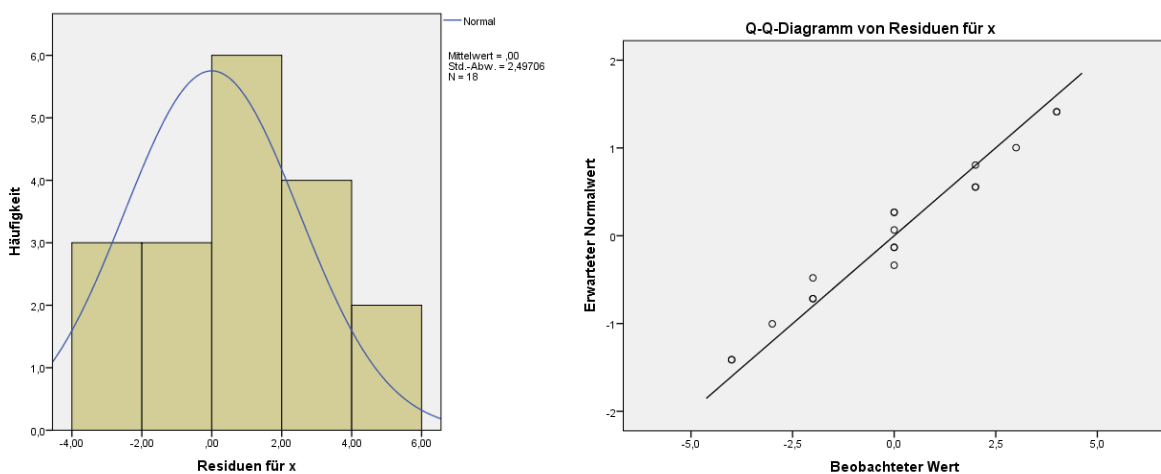 Normal
Mittelwert = ,00
Std.-Abw. = 2,49706
N = 18
6,0
5,0
4,0
3,0
2,0
1,0
0,0
Häufigkeit
-4,00 -2,00 ,00 2,00 4,00 6,00
Residuen für x
Q-Q-Diagramm von Residuen für x
2
1
0
-1
-2
Erwarteter Normalwert
-5,0 -2,5 0,0 2,5 5,0
Beobachteter Wert